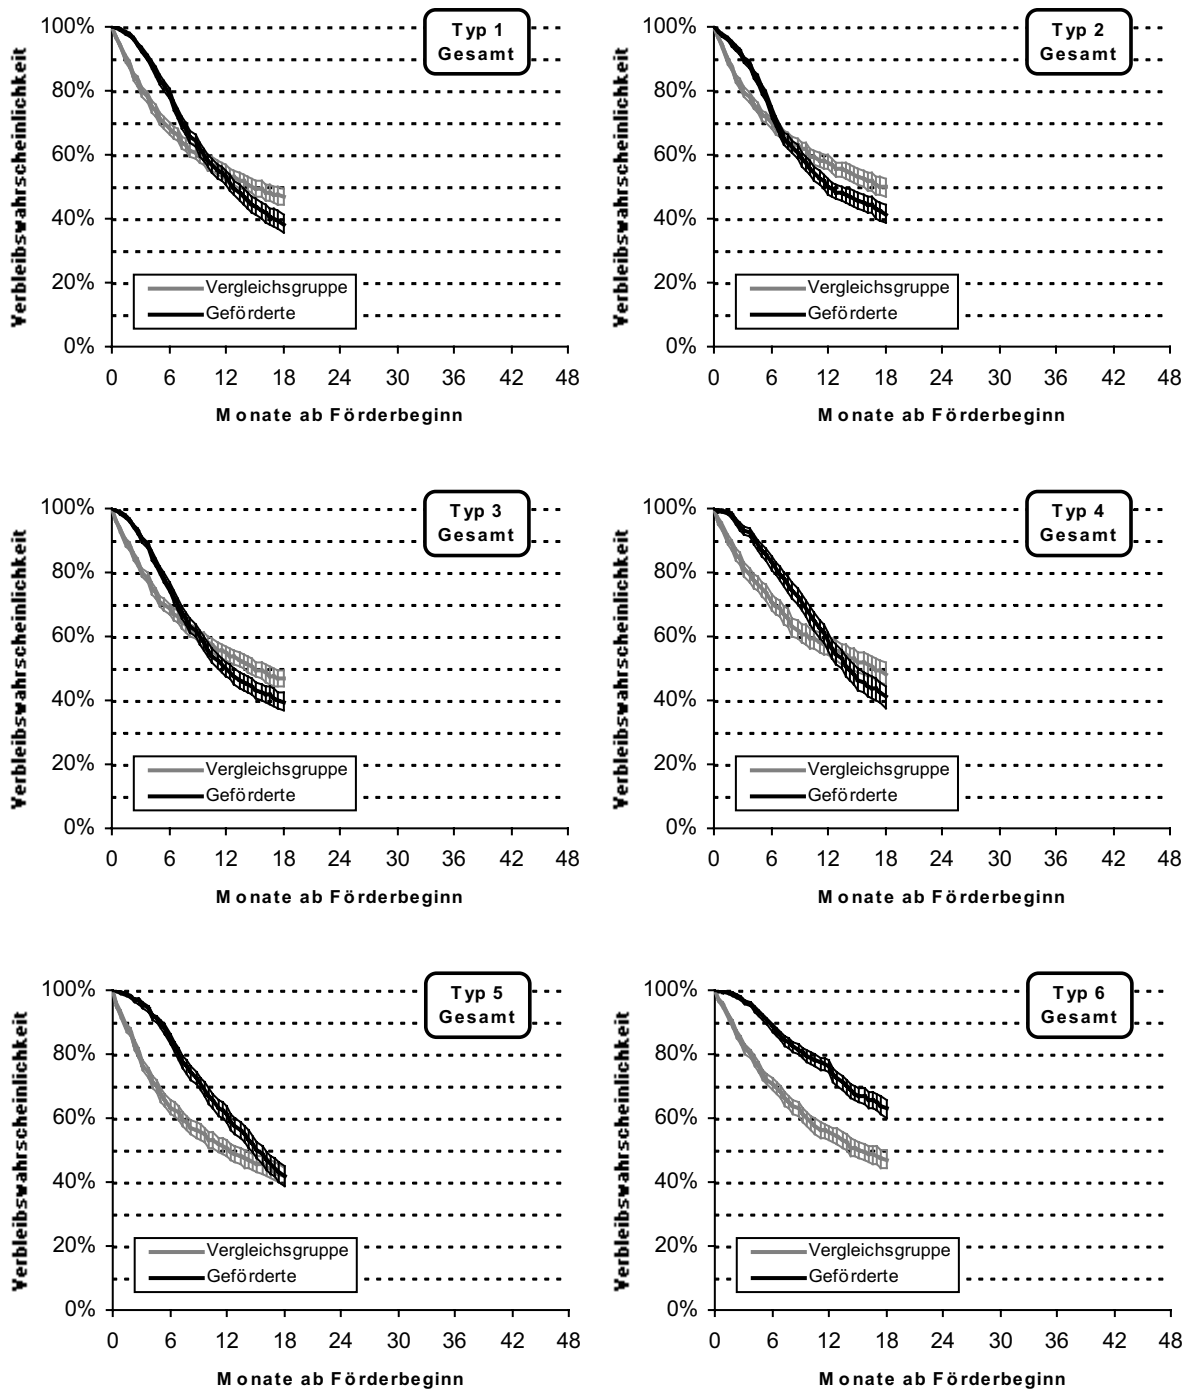 Typ 1
Gesamt
Verbleibswahrscheinlichkeit
100%
80%
60%
40%
20%
0%
Vergleichsgruppe
Geförderte
0 6 12 18 24 30 36 42 48
Monate ab Förderbeginn
Typ 2
Gesamt
Verbleibswahrscheinlichkeit
100%
80%
60%
40%
20%
0%
Vergleichsgruppe
Geförderte
0 6 12 18 24 30 36 42 48
Monate ab Förderbeginn
Typ 3
Gesamt
Verbleibswahrscheinlichkeit
100%
80%
60%
40%
20%
0%
Vergleichsgruppe
Geförderte
0 6 12 18 24 30 36 42 48
Monate ab Förderbeginn
Typ 4
Gesamt
Verbleibswahrscheinlichkeit
100%
80%
60%
40%
20%
0%
Vergleichsgruppe
Geförderte
0 6 12 18 24 30 36 42 48
Monate ab Förderbeginn
Typ 5
Gesamt
Verbleibswahrscheinlichkeit
100%
80%
60%
40%
20%
0%
Vergleichsgruppe
Geförderte
0 6 12 18 24 30 36 42 48
Monate ab Förderbeginn
Typ 6
Gesamt
Verbleibswahrscheinlichkeit
100%
80%
60%
40%
20%
0%
Vergleichsgruppe
Geförderte
0 6 12 18 24 30 36 42 48
Monate ab Förderbeginn